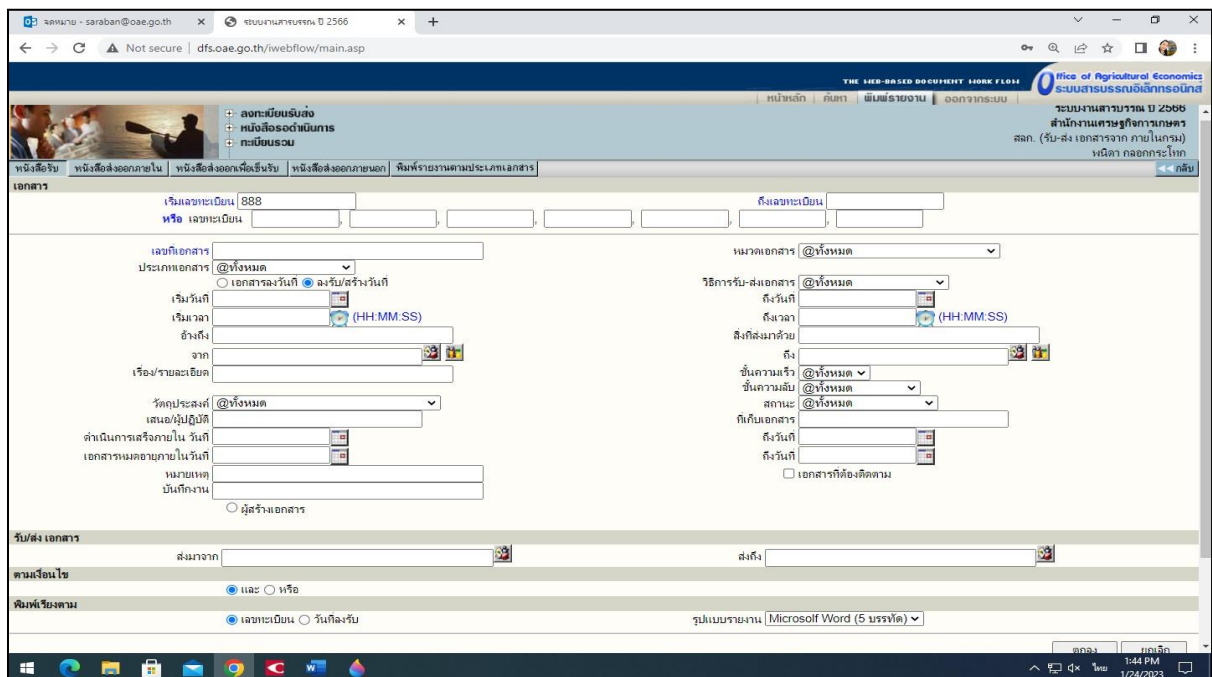 จดหมาย - saraban@oae.go.th ระบบงานสารบรรณ ปี 2566
Not secure dfs.oae.go.th/iwebflow/main.asp
THE WEB-BASED DOCUMENT WORK FLOW
Office of Agricultural Economics
ระบบสารบรรณอิเล็กทรอนิกส์
หน้าหลัก | ค้นหา | พิมพ์รายงาน | ออกจากระบบ
ลงทะเบียนรับส่ง
หนังสือรอดำเนินการ
ทะเบียนรวม
ระบบงานสารบรรณ ปี 2566
สำนักงานเศรษฐกิจการเกษตร
สลก. (รับ-ส่ง เอกสารจาก ภายในกรม)
พนิดา กลอกกระโทก
หนังสือรับ หนังสือส่งออกภายใน หนังสือส่งออกเพื่อเซ็นรับ หนังสือส่งออกภายนอก พิมพ์รายงานตามประเภทเอกสาร
<< กลับ
เอกสาร
เริ่มเลขทะเบียน 888 ถึงเลขทะเบียน
หรือ เลขทะเบียน , , , , , ,
เลขที่เอกสาร หมวดเอกสาร @ทั้งหมด
ประเภทเอกสาร @ทั้งหมด
เอกสารลงวันที่ ลงรับ/สร้างวันที่ วิธีการรับ-ส่งเอกสาร @ทั้งหมด
เริ่มวันที่ ถึงวันที่
เริ่มเวลา (HH:MM:SS) ถึงเวลา (HH:MM:SS)
อ้างถึง สิ่งที่ส่งมาด้วย
จาก ถึง
เรื่อง/รายละเอียด ชั้นความเร็ว @ทั้งหมด
ชั้นความลับ @ทั้งหมด
วัตถุประสงค์ @ทั้งหมด สถานะ @ทั้งหมด
เสนอ/ผู้ปฏิบัติ ที่เก็บเอกสาร
ดำเนินการเสร็จภายใน วันที่ ถึงวันที่
เอกสารหมดอายุภายในวันที่ ถึงวันที่
หมายเหตุ เอกสารที่ต้องติดตาม
บันทึกงาน
ผู้สร้างเอกสาร
รับ/ส่ง เอกสาร
ส่งมาจาก ส่งถึง
ตามเงื่อนไข
และ หรือ
พิมพ์เรียงตาม
เลขทะเบียน วันที่ลงรับ รูปแบบรายงาน Microsolf Word (5 บรรทัด)
ตกลง ยกเลิก
ไทย 1:44 PM
1/24/2023